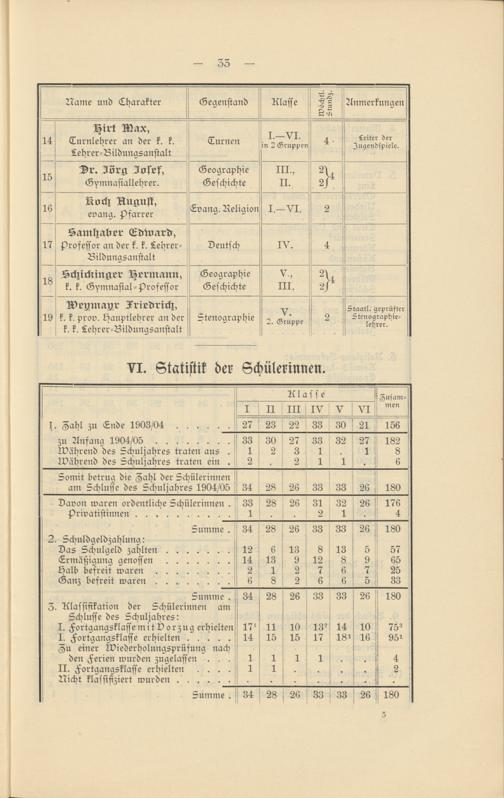 — 33 —
Name und Charakter | Gegenstand | Klasse | Wöchtl. Stundz. | Anmerkungen
14 | Hirt Max, Turnlehrer an der k. k. Lehrer-Bildungsanstalt | Turnen | I.—VI. in 2 Gruppen | 4 | Leiter der Jugendspiele.
15 | Dr. Jörg Josef, Gymnasiallehrer. | Geographie Geschichte | III., II. | 2 2 } 4
16 | Koch August, evang. Pfarrer | Evang. Religion | I.—VI. | 2
17 | Samhaber Edward, Professor an der k. k. Lehrer-Bildungsanstalt | Deutsch | IV. | 4
18 | Schickinger Hermann, k. k. Gymnasial-Professor | Geographie Geschichte | V., III. | 2 2 } 4
19 | Weymayr Friedrich, k. k. prov. Hauptlehrer an der k. k. Lehrer-Bildungsanstalt | Stenographie | V. 2. Gruppe | 2 | Staatl. geprüfter Stenographie-lehrer.
VI. Statistik der Schülerinnen.
Klasse | Zusam-men
I | II | III | IV | V | VI
1. Zahl zu Ende 1903/04 . . . . . | 27 | 23 | 22 | 33 | 30 | 21 | 156
zu Anfang 1904/05 . . . . . . . | 33 | 30 | 27 | 33 | 32 | 27 | 182
Während des Schuljahres traten aus . | 1 | 2 | 3 | 1 | . | 1 | 8
Während des Schuljahres traten ein . | 2 | . | 2 | 1 | 1 | . | 6
Somit betrug die Zahl der Schülerinnen
am Schlusse des Schuljahres 1904/05 | 34 | 28 | 26 | 33 | 33 | 26 | 180
Davon waren ordentliche Schülerinnen . | 33 | 28 | 26 | 31 | 32 | 26 | 176
Privatistinnen . . . . . . . . . | 1 | . | . | 2 | 1 | . | 4
Summe . | 34 | 28 | 26 | 33 | 33 | 26 | 180
2. Schuldgeldzahlung:
Das Schulgeld zahlten . . . . . . | 12 | 6 | 13 | 8 | 13 | 5 | 57
Ermäßigung genossen . . . . . . | 14 | 13 | 9 | 12 | 8 | 9 | 65
Halb befreit waren . . . . . . . | 2 | 1 | 2 | 7 | 6 | 7 | 25
Ganz befreit waren . . . . . . . | 6 | 8 | 2 | 6 | 6 | 5 | 33
Summe . | 34 | 28 | 26 | 33 | 33 | 26 | 180
3. Klassifikation der Schülerinnen am
Schlusse des Schuljahres:
I. Fortgangsklasse mit Vorzug erhielten | 17¹ | 11 | 10 | 13² | 14 | 10 | 75³
I. Fortgangsklasse erhielten . . . . | 14 | 15 | 15 | 17 | 18¹ | 16 | 95¹
Zu einer Wiederholungsprüfung nach
den Ferien wurden zugelassen . . . | 1 | 1 | 1 | 1 | . | . | 4
II. Fortgangsklasse erhielten . . . . | 1 | 1 | . | . | . | . | 2
Nicht klassifiziert wurden . . . . . | . | . | . | . | . | . | .
Summe . | 34 | 28 | 26 | 33 | 33 | 26 | 180
3